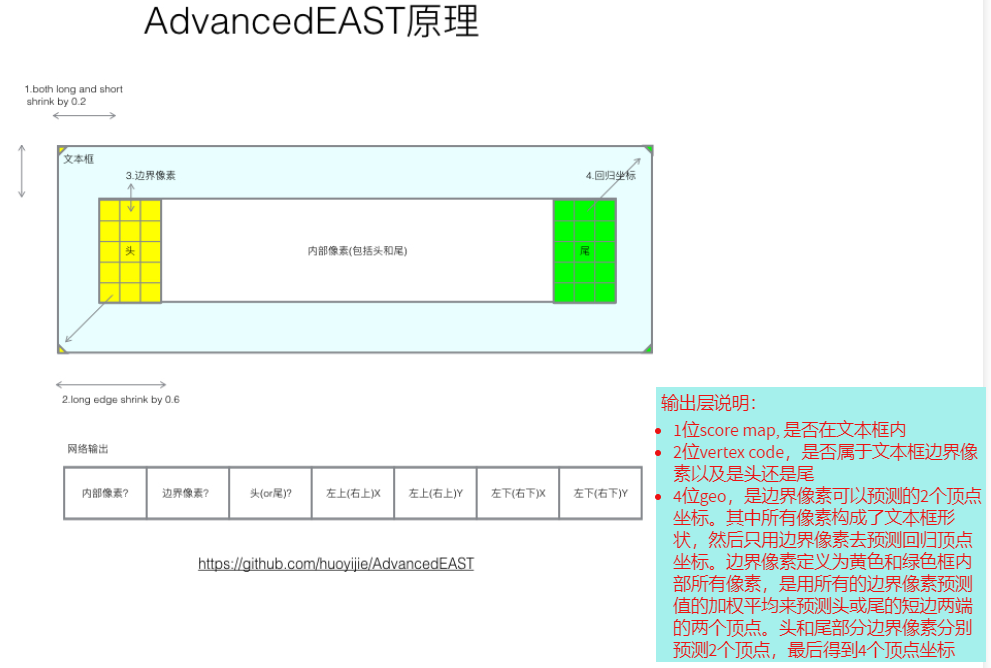 AdvancedEAST原理
1.both long and short
shrink by 0.2
文本框
3.边界像素
4.回归坐标
头
内部像素(包括头和尾)
尾
2.long edge shrink by 0.6
网络输出
内部像素?
边界像素?
头(or尾)?
左上(右上)X
左上(右上)Y
左下(右下)X
左下(右下)Y
https://github.com/huoyijie/AdvancedEAST
输出层说明：
1位score map, 是否在文本框内
2位vertex code，是否属于文本框边界像
素以及是头还是尾
4位geo，是边界像素可以预测的2个顶点
坐标。其中所有像素构成了文本框形
状，然后只用边界像素去预测回归顶点
坐标。边界像素定义为黄色和绿色框内
部所有像素，是用所有的边界像素预测
值的加权平均来预测头或尾的短边两端
的两个顶点。头和尾部分边界像素分别
预测2个顶点，最后得到4个顶点坐标